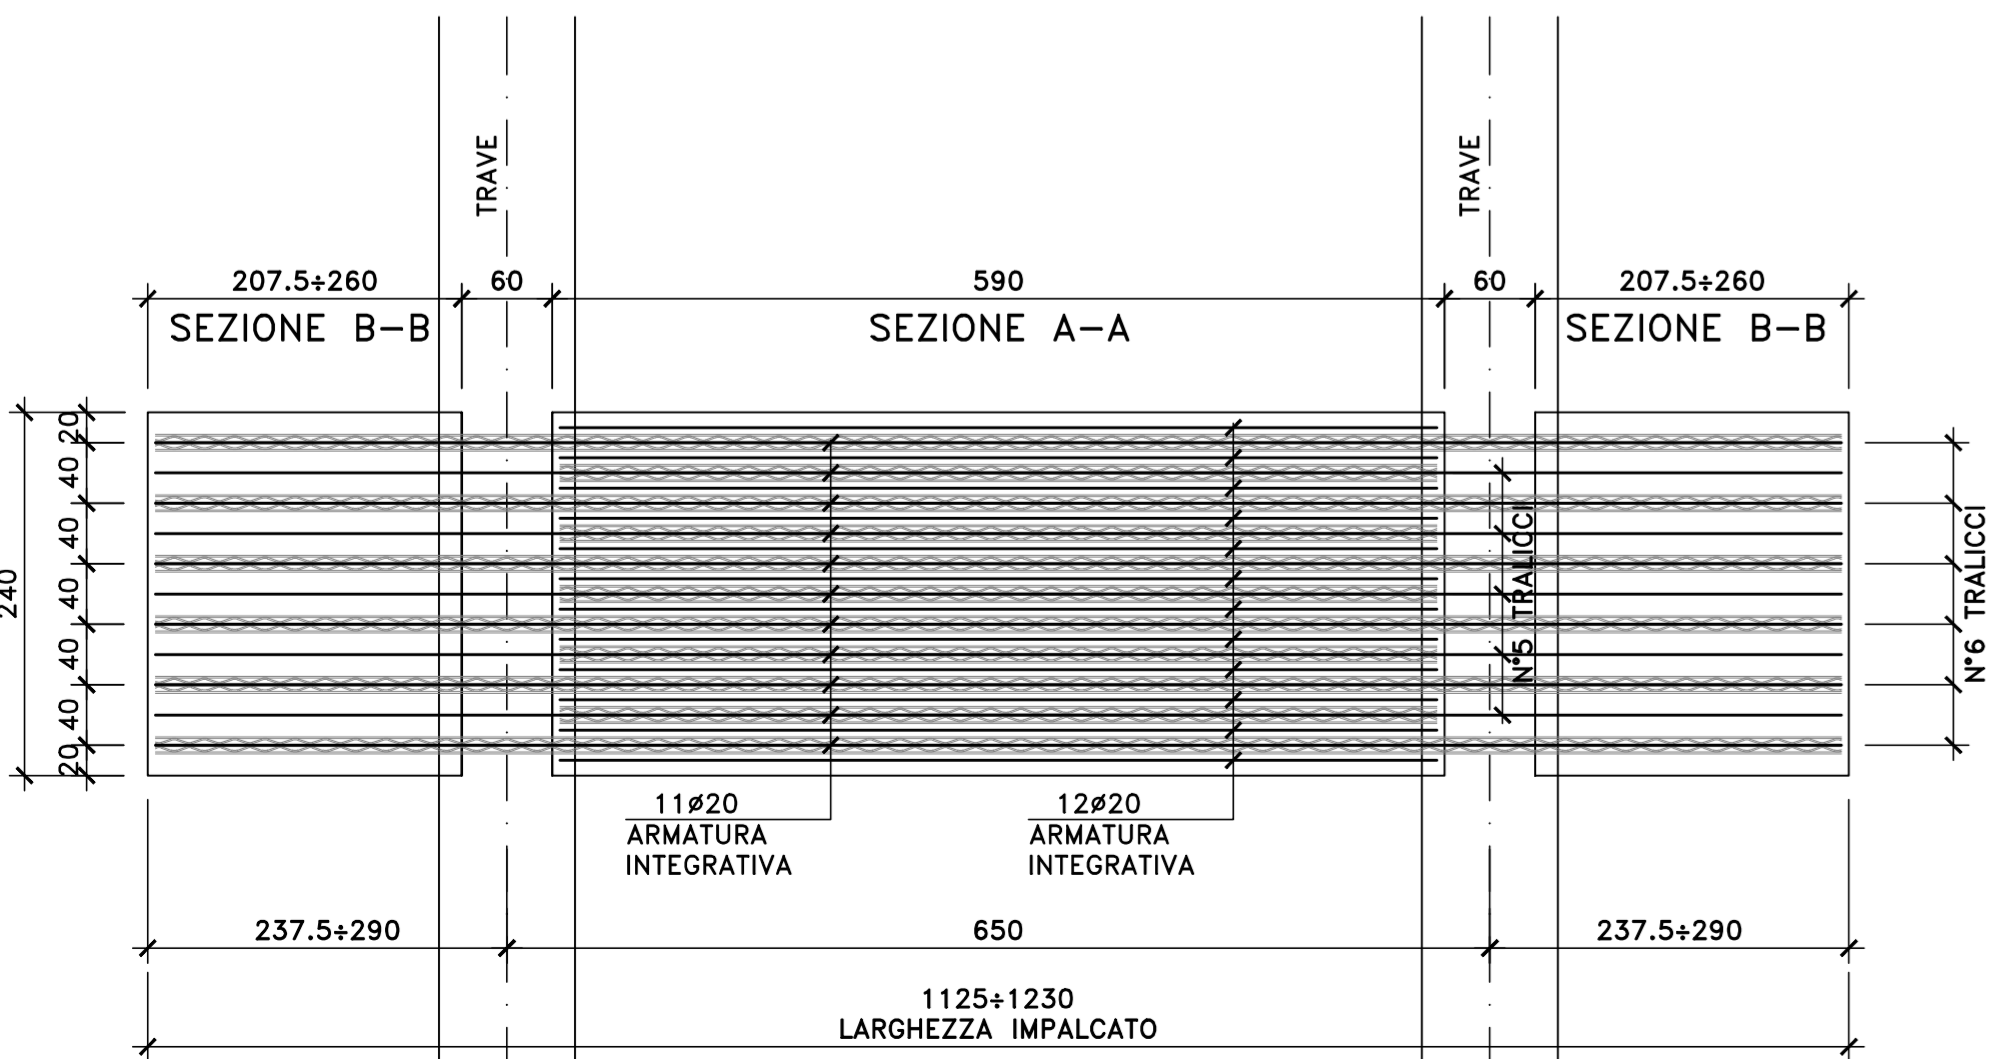 TRAVE
TRAVE
207.5÷260
60
590
60
207.5÷260
SEZIONE B-B
SEZIONE A-A
SEZIONE B-B
240
20
40
40
40
40
40
20
N°5 TRALICCI
N°6 TRALICCI
11ø20
ARMATURA
INTEGRATIVA
12ø20
ARMATURA
INTEGRATIVA
237.5÷290
650
237.5÷290
1125÷1230
LARGHEZZA IMPALCATO